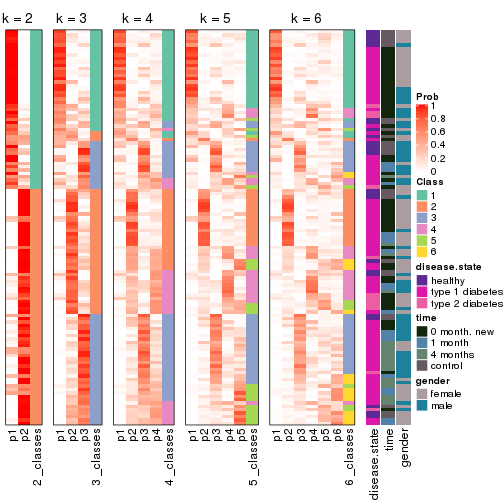 k = 2
k = 3
k = 4
k = 5
k = 6
p1
p2
2_classes
p1
p2
p3
3_classes
p1
p2
p3
p4
4_classes
p1
p2
p3
p4
p5
5_classes
p1
p2
p3
p4
p5
p6
6_classes
disease.state
time
gender
Prob
1
0.8
0.6
0.4
0.2
0
Class
1
2
3
4
5
6
disease.state
healthy
type 1 diabetes
type 2 diabetes
time
0 month. new
1 month
4 months
control
gender
female
male